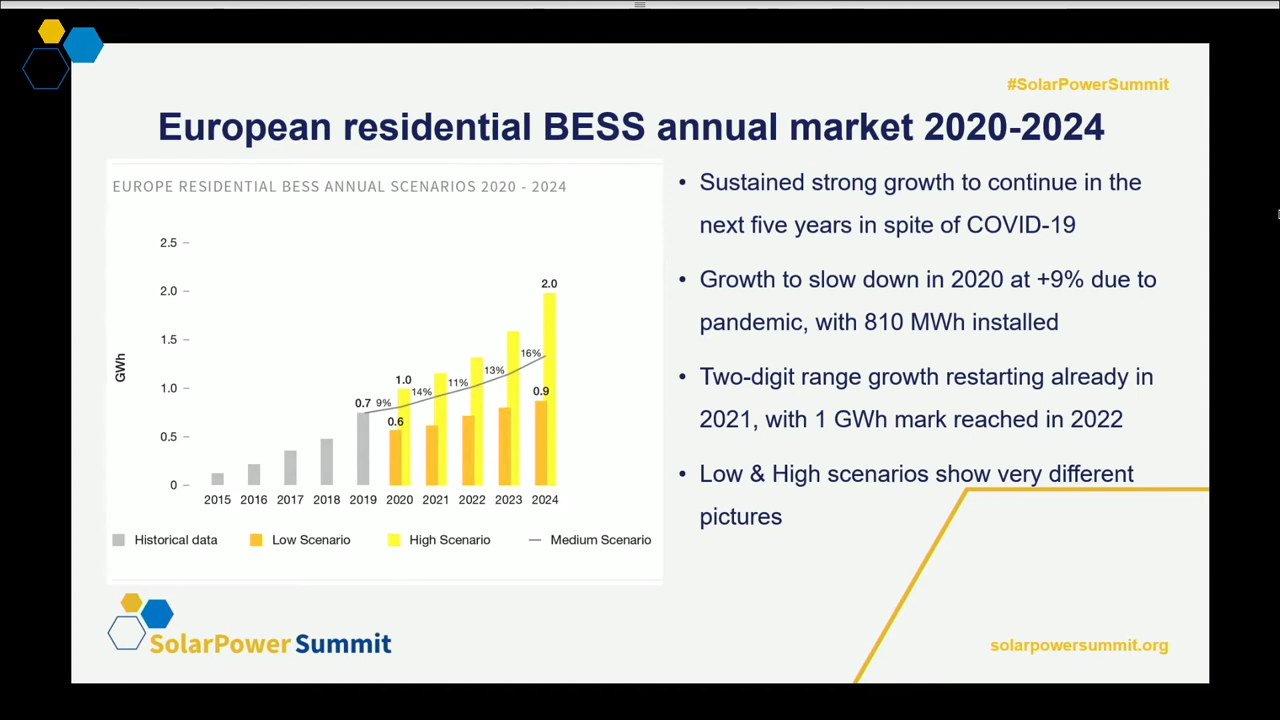 #SolarPowerSummit
European residential BESS annual market 2020-2024
EUROPE RESIDENTIAL BESS ANNUAL SCENARIOS 2020 - 2024
2.5
2.0
1.5
1.0
0.5
0
GWh
0.7
9%
0.6
1.0
14%
11%
13%
16%
0.9
2.0
2015 2016 2017 2018 2019 2020 2021 2022 2023 2024
Historical data Low Scenario High Scenario Medium Scenario
• Sustained strong growth to continue in the
next five years in spite of COVID-19
• Growth to slow down in 2020 at +9% due to
pandemic, with 810 MWh installed
• Two-digit range growth restarting already in
2021, with 1 GWh mark reached in 2022
• Low & High scenarios show very different
pictures
SolarPower Summit
solarpowersummit.org